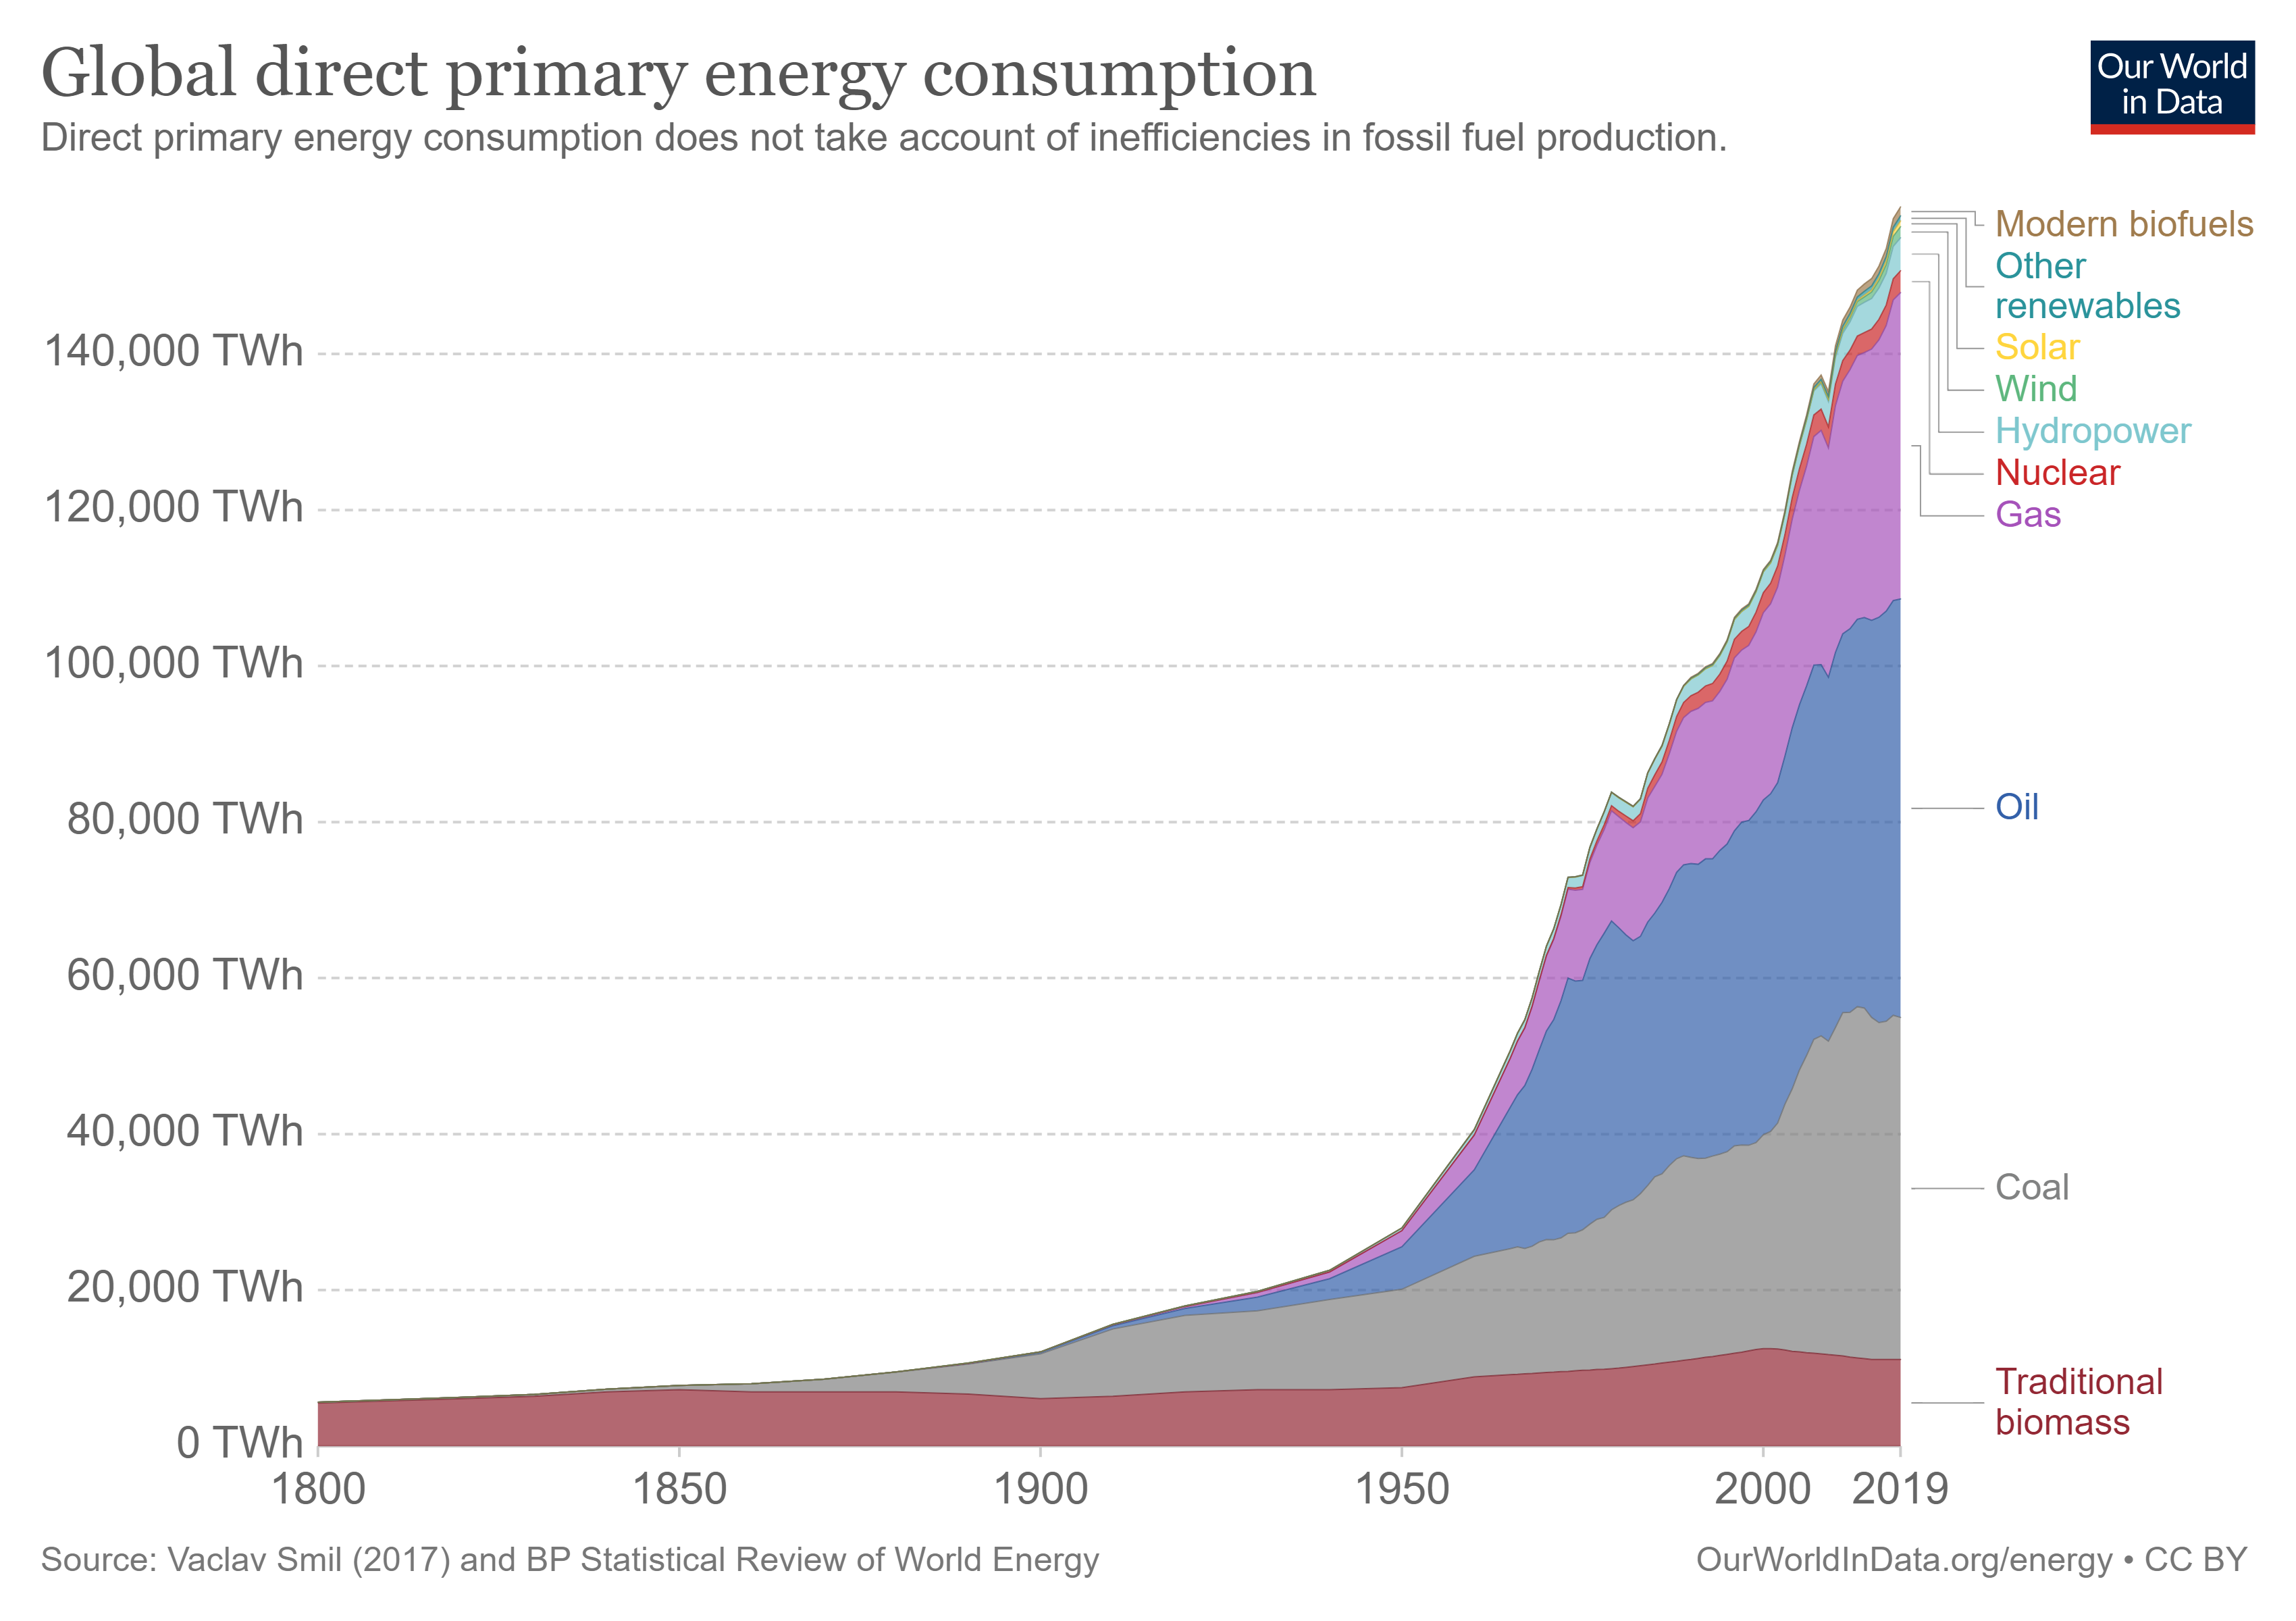 Global direct primary energy consumption
Direct primary energy consumption does not take account of inefficiencies in fossil fuel production.
Our World
in Data
140,000 TWh
120,000 TWh
100,000 TWh
80,000 TWh
60,000 TWh
40,000 TWh
20,000 TWh
0 TWh
1800
1850
1900
1950
2000
2019
Modern biofuels
Other
renewables
Solar
Wind
Hydropower
Nuclear
Gas
Oil
Coal
Traditional
biomass
Source: Vaclav Smil (2017) and BP Statistical Review of World Energy
OurWorldInData.org/energy • CC BY